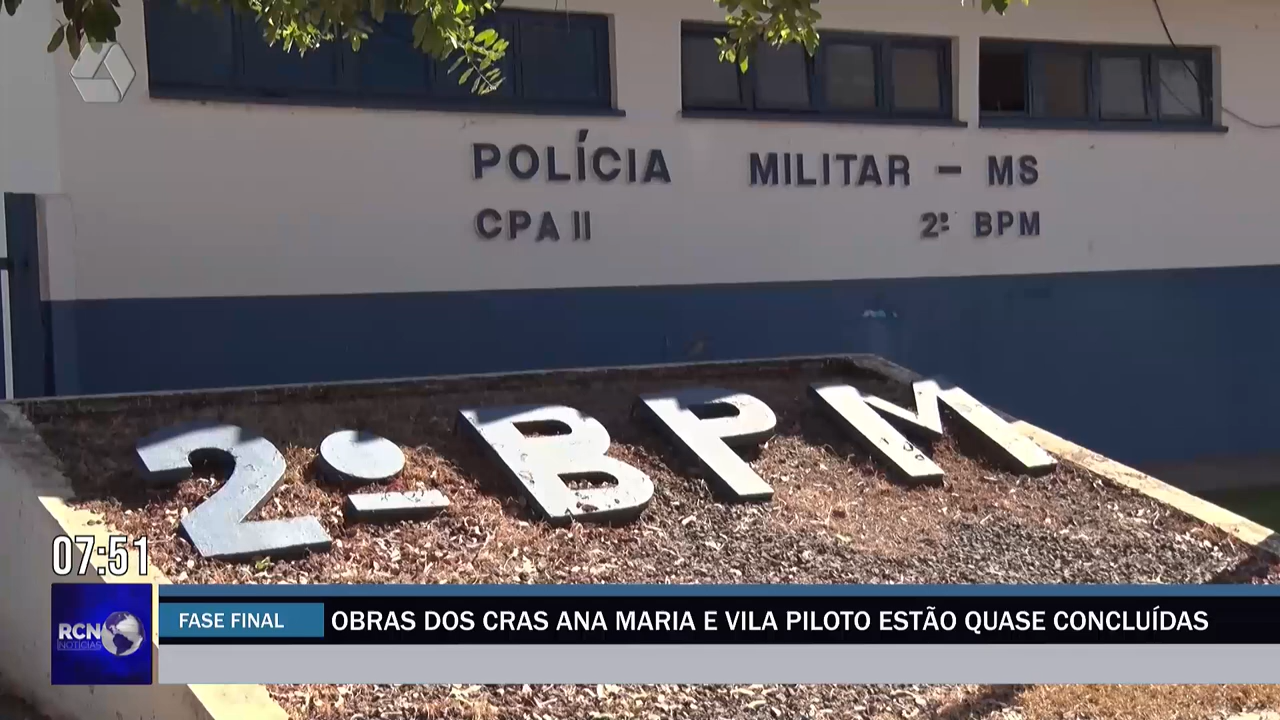 POLÍCIA MILITAR - MS
CPA II 2º BPM
2º BPM
07:51
RCN
NOTÍCIAS
FASE FINAL
OBRAS DOS CRAS ANA MARIA E VILA PILOTO ESTÃO QUASE CONCLUÍDAS